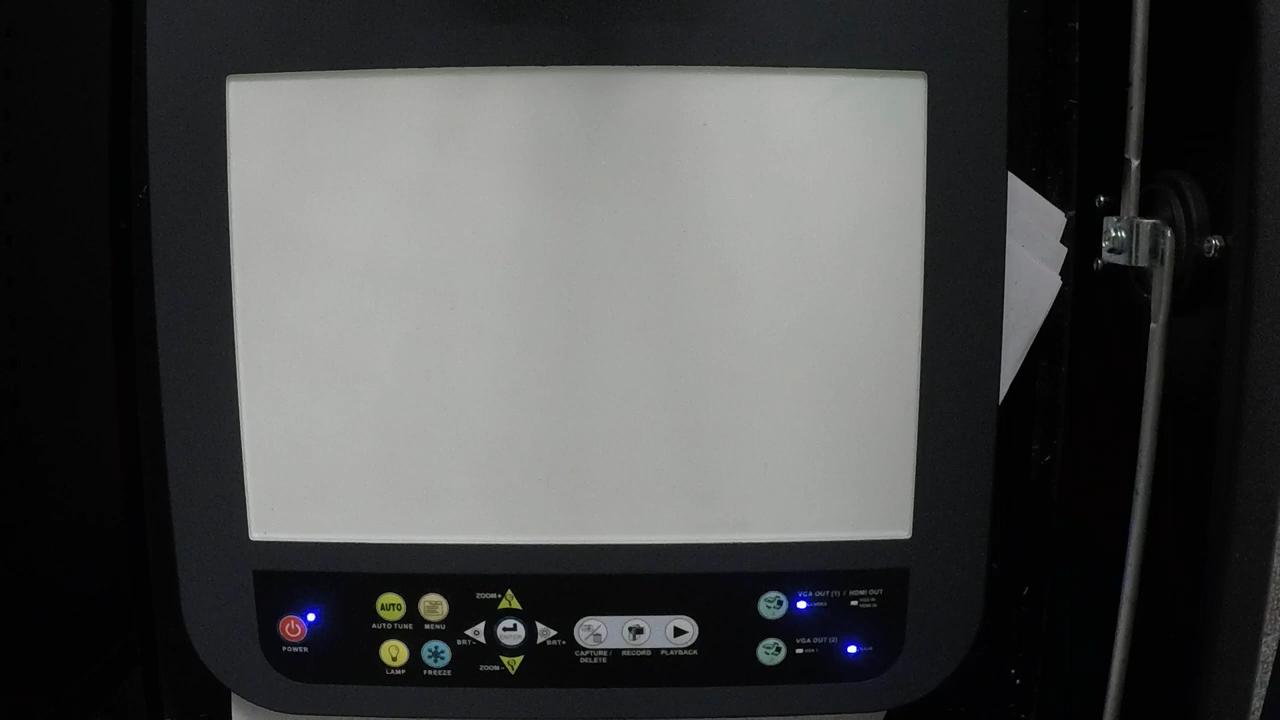 AUTO
AUTO TUNE
MENU
ZOOM+
BRT-
BRT+
ZOOM-
POWER
LAMP
FREEZE
CAPTURE /
DELETE
RECORD
PLAYBACK
VGA OUT (1) / HDMI OUT
VGA OUT (2)